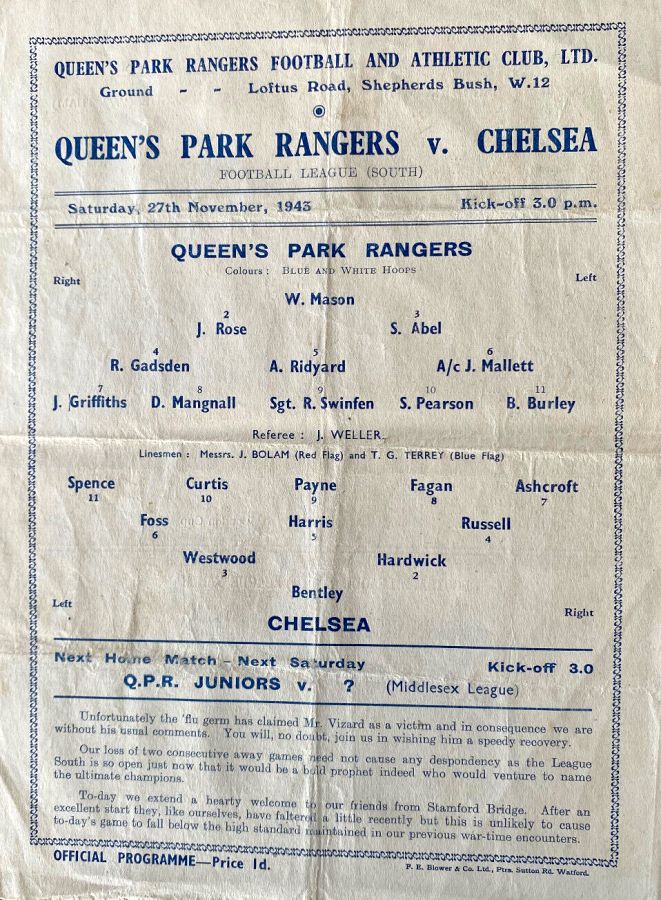 QUEEN'S PARK RANGERS FOOTBALL AND ATHLETIC CLUB, LTD.
Ground - - Loftus Road, Shepherds Bush, W.12
QUEEN'S PARK RANGERS v. CHELSEA
FOOTBALL LEAGUE (SOUTH)
Saturday, 27th November, 1943 Kick-off 3.0 p.m.
QUEEN'S PARK RANGERS
Colours : BLUE AND WHITE HOOPS
Right Left
W. Mason
2 3
J. Rose S. Abel
4 5 6
R. Gadsden A. Ridyard A/c J. Mallett
7 8 9 10 11
J. Griffiths D. Mangnall Sgt. R. Swinfen S. Pearson B. Burley
Referee : J. WELLER
Linesmen : Messrs. J. BOLAM (Red Flag) and T. G. TERREY (Blue Flag)
Spence Curtis Payne Fagan Ashcroft
11 10 9 8 7
Foss Harris Russell
6 5 4
Westwood Hardwick
3 2
Bentley
Left Right
CHELSEA
Next Home Match – Next Saturday Kick-off 3.0
Q.P.R. JUNIORS v. ? (Middlesex League)
Unfortunately the 'flu germ has claimed Mr. Vizard as a victim and in consequence we are
without his usual comments. You will, no doubt, join us in wishing him a speedy recovery.
Our loss of two consecutive away games need not cause any despondency as the League
South is so open just now that it would be a bold prophet indeed who would venture to name
the ultimate champions.
To-day we extend a hearty welcome to our friends from Stamford Bridge. After an
excellent start they, like ourselves, have faltered a little recently but this is unlikely to cause
to-day's game to fall below the high standard maintained in our previous war-time encounters.
OFFICIAL PROGRAMME—Price 1d.
F. E. Blower & Co. Ltd., Ptrs. Sutton Rd. Watford.